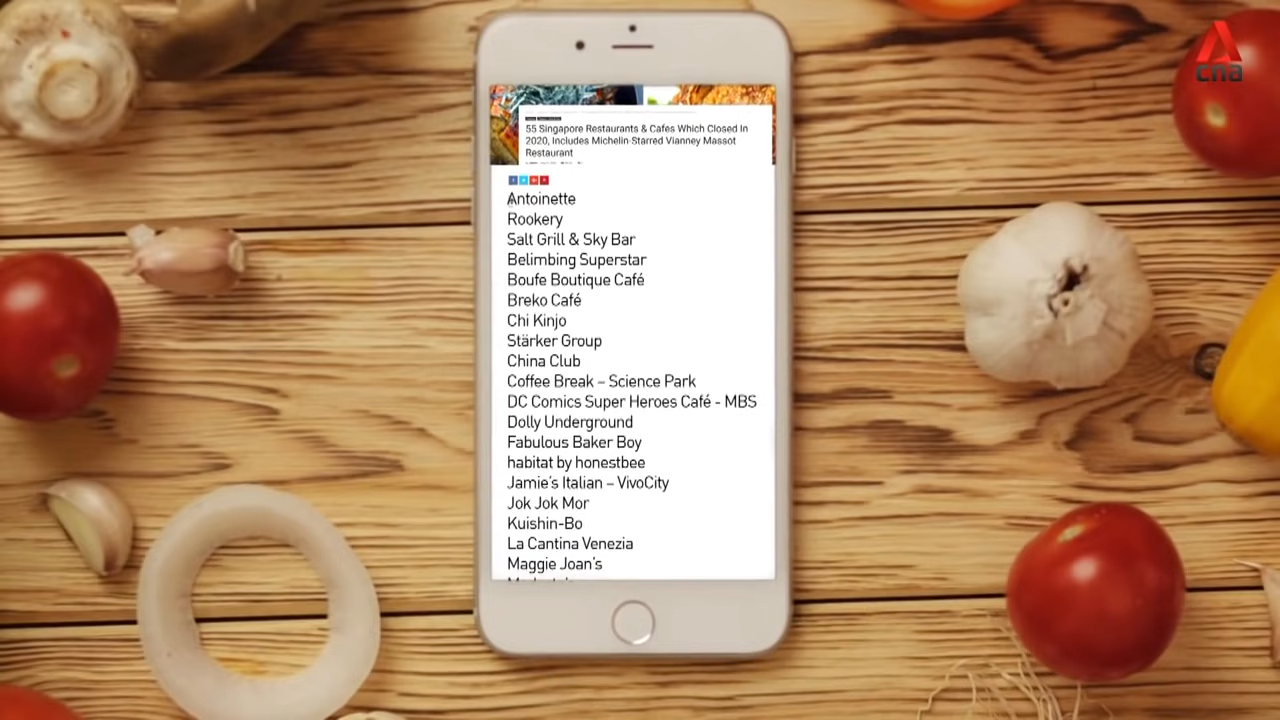 cna
55 Singapore Restaurants & Cafes Which Closed In
2020, Includes Michelin-Starred Vianney Massot
Restaurant
Antoinette
Rookery
Salt Grill & Sky Bar
Belimbing Superstar
Boufe Boutique Café
Breko Café
Chi Kinjo
Stärker Group
China Club
Coffee Break – Science Park
DC Comics Super Heroes Café - MBS
Dolly Underground
Fabulous Baker Boy
habitat by honestbee
Jamie's Italian – VivoCity
Jok Jok Mor
Kuishin-Bo
La Cantina Venezia
Maggie Joan's